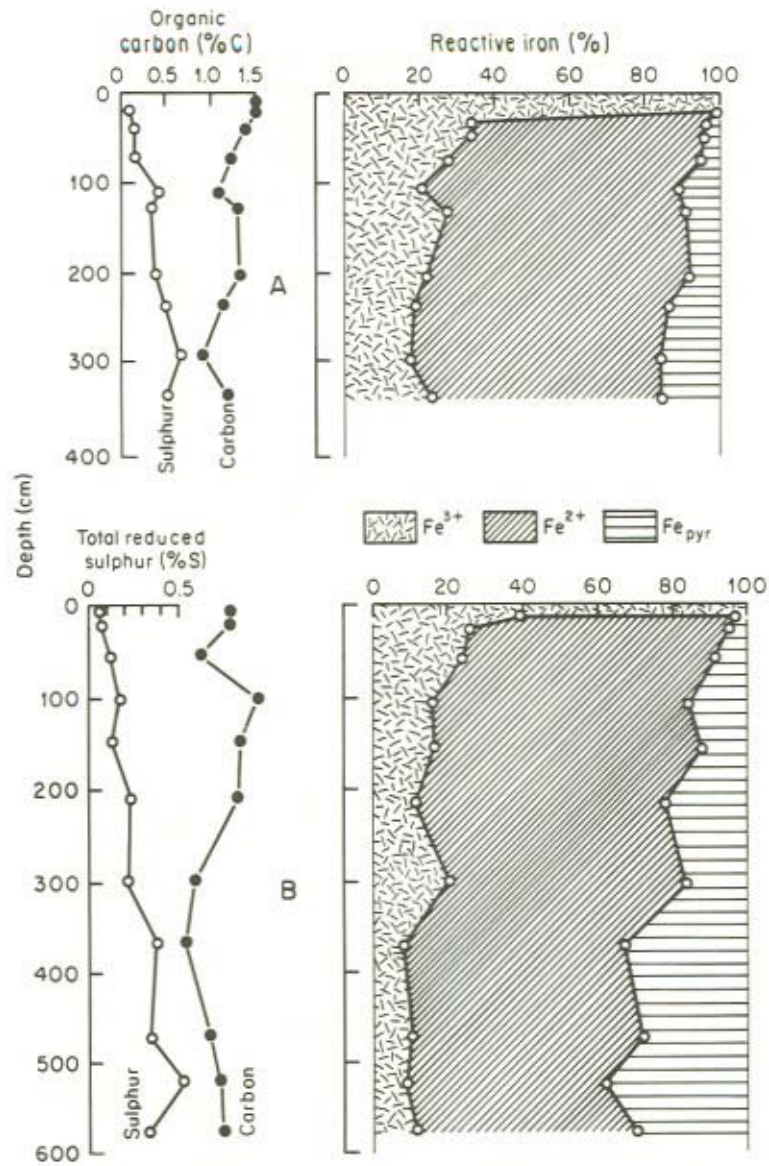 Organic
carbon (%C)
0 0.5 1.0 1.5
Reactive iron (%)
0 20 40 60 80 100
0
100
200
300
400
A
Sulphur
Carbon
Depth (cm)
Fe3+
Fe2+
Fepyr
Total reduced
sulphur (%S)
0 0.5
0 20 40 60 80 100
0
100
200
300
400
500
600
B
Sulphur
Carbon